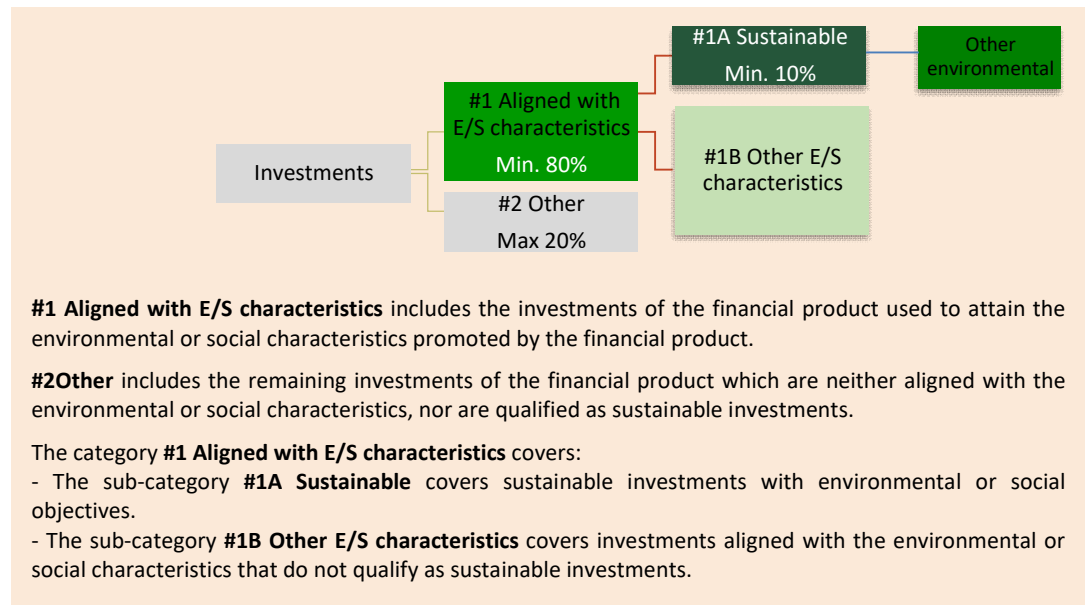 #1A Sustainable
Min. 10%
Other
environmental
#1 Aligned with
E/S characteristics
Min. 80%
#1B Other E/S
characteristics
Investments
#2 Other
Max 20%
#1 Aligned with E/S characteristics includes the investments of the financial product used to attain the
environmental or social characteristics promoted by the financial product.
#2Other includes the remaining investments of the financial product which are neither aligned with the
environmental or social characteristics, nor are qualified as sustainable investments.
The category #1 Aligned with E/S characteristics covers:
- The sub-category #1A Sustainable covers sustainable investments with environmental or social
objectives.
- The sub-category #1B Other E/S characteristics covers investments aligned with the environmental or
social characteristics that do not qualify as sustainable investments.